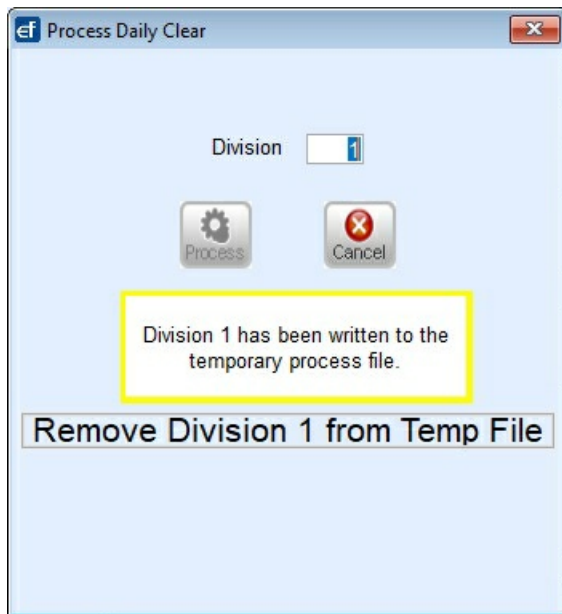 ef Process Daily Clear
Division 1
Process Cancel
Division 1 has been written to the
temporary process file.
Remove Division 1 from Temp File